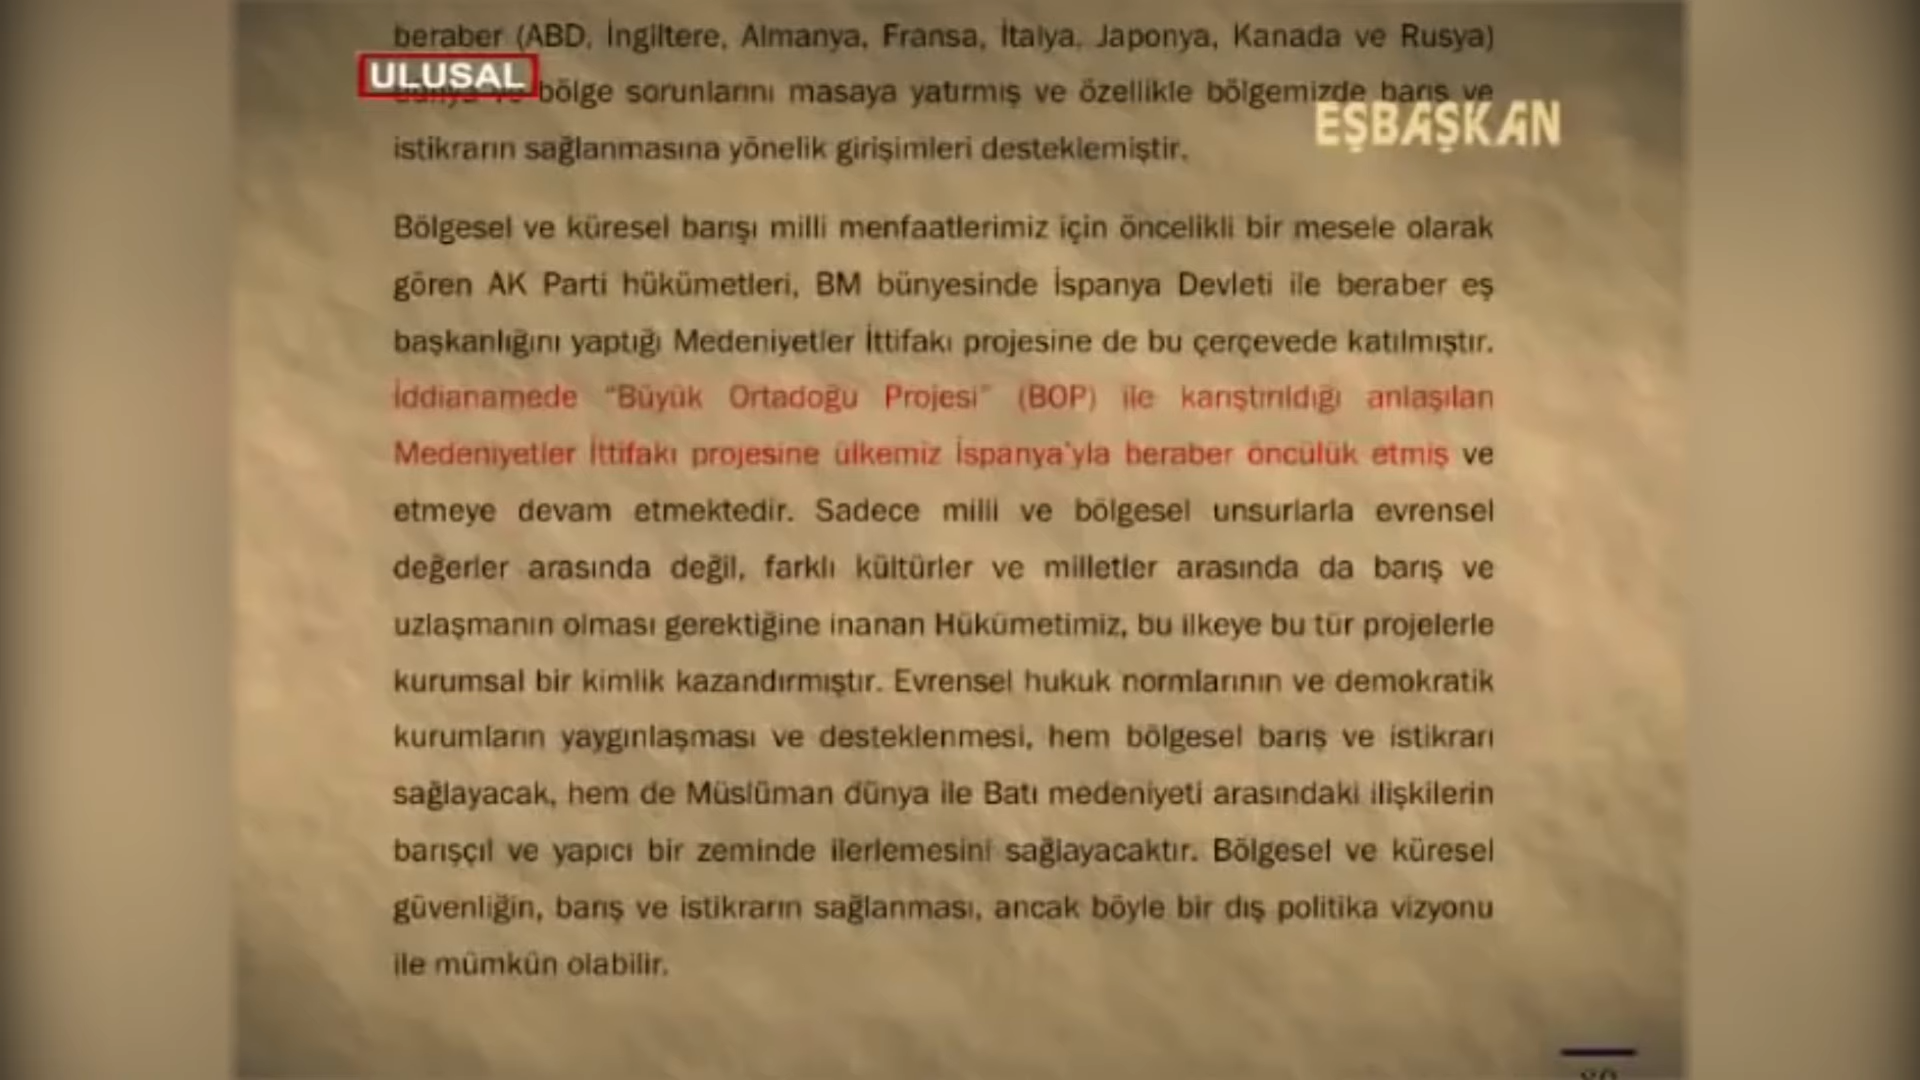 beraber (ABD, İngiltere, Almanya, Fransa, İtalya, Japonya, Kanada ve Rusya)
ULUSAL
bölge sorunlarını masaya yatırmış ve özellikle bölgemizde barış ve
EŞBAŞKAN
istikrarın sağlanmasına yönelik girişimleri desteklemiştir.
Bölgesel ve küresel barışı milli menfaatlerimiz için öncelikli bir mesele olarak
gören AK Parti hükümetleri, BM bünyesinde İspanya Devleti ile beraber eş
başkanlığını yaptığı Medeniyetler İttifakı projesine de bu çerçevede katılmıştır.
İddianamede “Büyük Ortadoğu Projesi” (BOP) ile karıştırıldığı anlaşılan
Medeniyetler İttifakı projesine ülkemiz İspanya'yla beraber öncülük etmiş ve
etmeye devam etmektedir. Sadece milli ve bölgesel unsurlarla evrensel
değerler arasında değil, farklı kültürler ve milletler arasında da barış ve
uzlaşmanın olması gerektiğine inanan Hükümetimiz, bu ilkeye bu tür projelerle
kurumsal bir kimlik kazandırmıştır. Evrensel hukuk normlarının ve demokratik
kurumların yaygınlaşması ve desteklenmesi, hem bölgesel barış ve istikrarı
sağlayacak, hem de Müslüman dünya ile Batı medeniyeti arasındaki ilişkilerin
barışçıl ve yapıcı bir zeminde ilerlemesini sağlayacaktır. Bölgesel ve küresel
güvenliğin, barış ve istikrarın sağlanması, ancak böyle bir dış politika vizyonu
ile mümkün olabilir.